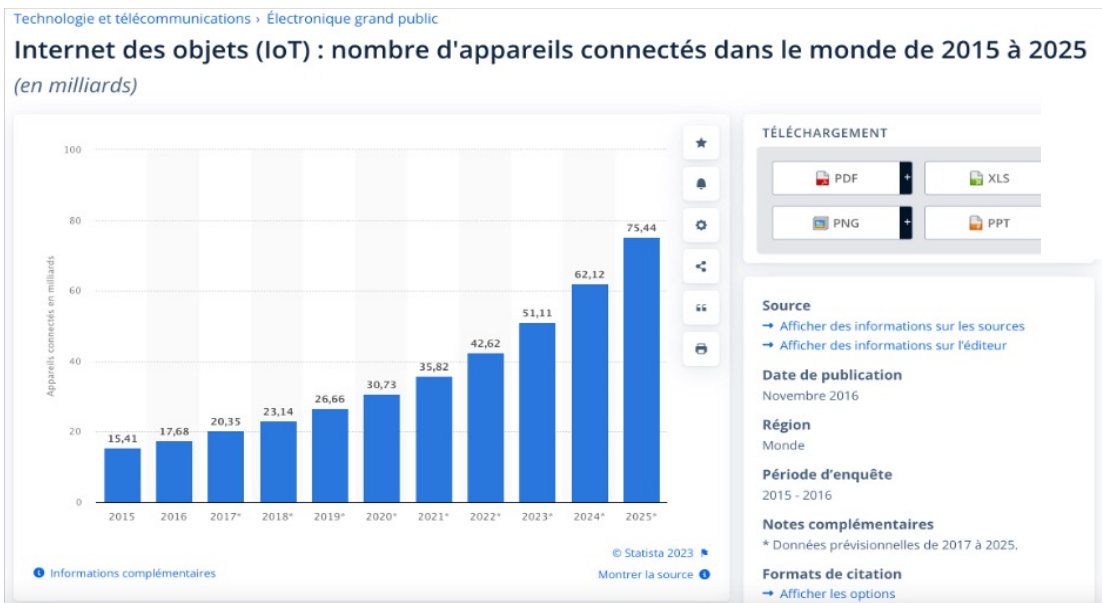 Technologie et télécommunications › Électronique grand public
Internet des objets (IoT) : nombre d'appareils connectés dans le monde de 2015 à 2025
(en milliards)
Appareils connectés en milliards
100
80
60
40
20
0
15,41
17,68
20,35
23,14
26,66
30,73
35,82
42,62
51,11
62,12
75,44
2015 2016 2017* 2018* 2019* 2020* 2021* 2022* 2023* 2024* 2025*
© Statista 2023
Informations complémentaires
Montrer la source
TÉLÉCHARGEMENT
PDF + XLS
PNG + PPT
Source
→ Afficher des informations sur les sources
→ Afficher des informations sur l'éditeur
Date de publication
Novembre 2016
Région
Monde
Période d'enquête
2015 - 2016
Notes complémentaires
* Données prévisionnelles de 2017 à 2025.
Formats de citation
→ Afficher les options